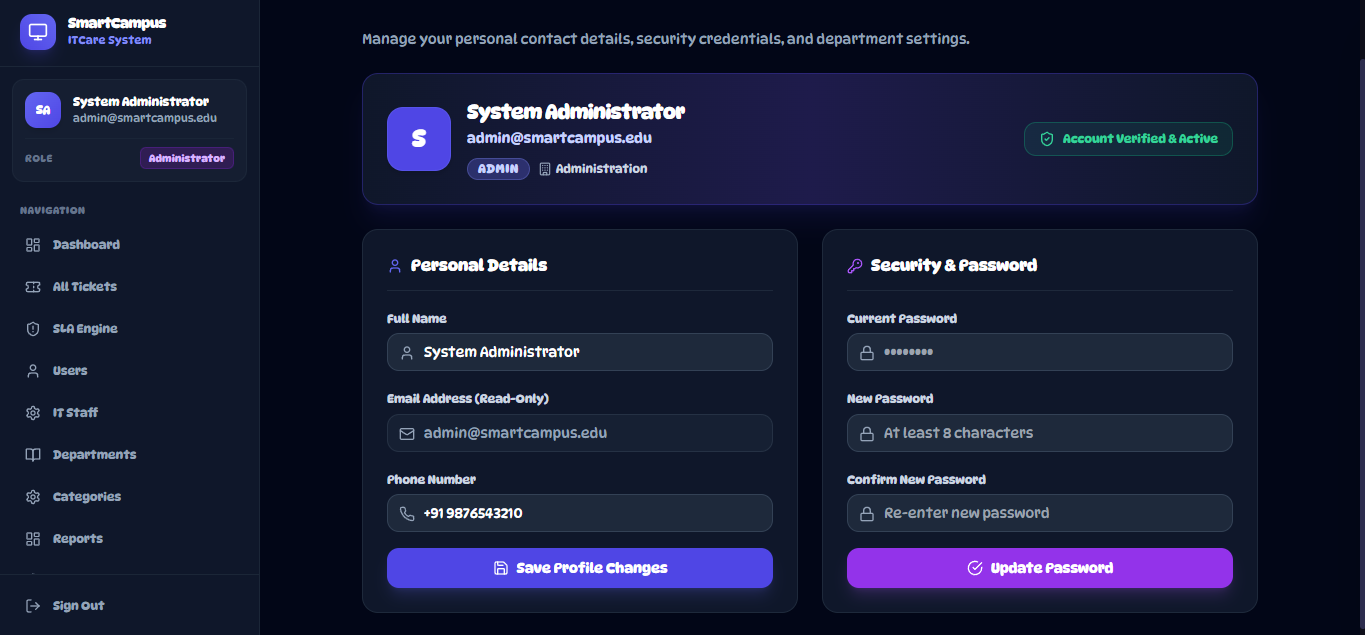 SmartCampus
ITCare System
SA
System Administrator
admin@smartcampus.edu
ROLE
Administrator
NAVIGATION
Dashboard
All Tickets
SLA Engine
Users
IT Staff
Departments
Categories
Reports
Sign Out
Manage your personal contact details, security credentials, and department settings.
S
System Administrator
admin@smartcampus.edu
ADMIN
Administration
Account Verified & Active
Personal Details
Full Name
System Administrator
Email Address (Read-Only)
admin@smartcampus.edu
Phone Number
+91 9876543210
Save Profile Changes
Security & Password
Current Password
••••••••
New Password
At least 8 characters
Confirm New Password
Re-enter new password
Update Password